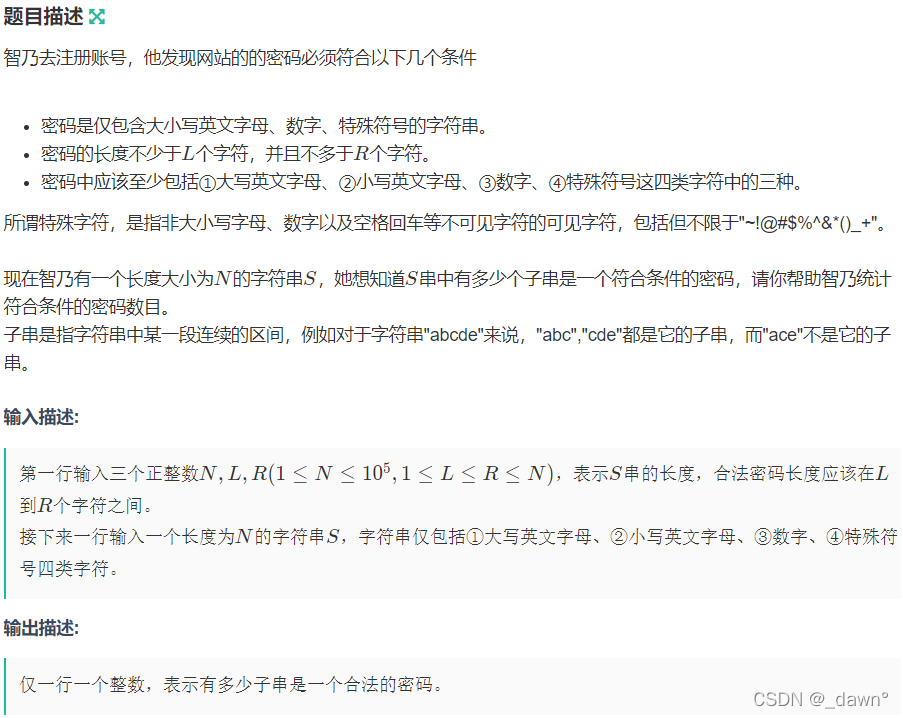 题目描述
智乃去注册账号，他发现网站的的密码必须符合以下几个条件
• 密码是仅包含大小写英文字母、数字、特殊符号的字符串。
• 密码的长度不少于L个字符，并且不多于R个字符。
• 密码中应该至少包括①大写英文字母、②小写英文字母、③数字、④特殊符号这四类字符中的三种。
所谓特殊字符，是指非大小写字母、数字以及空格回车等不可见字符的可见字符，包括但不限于"~!@#$%^&*()_+"。
现在智乃有一个长度大小为N的字符串S，她想知道S串中有多少个子串是一个符合条件的密码，请你帮助智乃统计
符合条件的密码数目。
子串是指字符串中某一段连续的区间，例如对于字符串"abcde"来说，"abc","cde"都是它的子串，而"ace"不是它的子
串。
输入描述:
第一行输入三个正整数N,L,R(1≤N≤10⁵,1≤L≤R≤N)，表示S串的长度，合法密码长度应该在L
到R个字符之间。
接下来一行输入一个长度为N的字符串S，字符串仅包括①大写英文字母、②小写英文字母、③数字、④特殊符
号四类字符。
输出描述:
仅一行一个整数，表示有多少子串是一个合法的密码。
CSDN @_dawn°